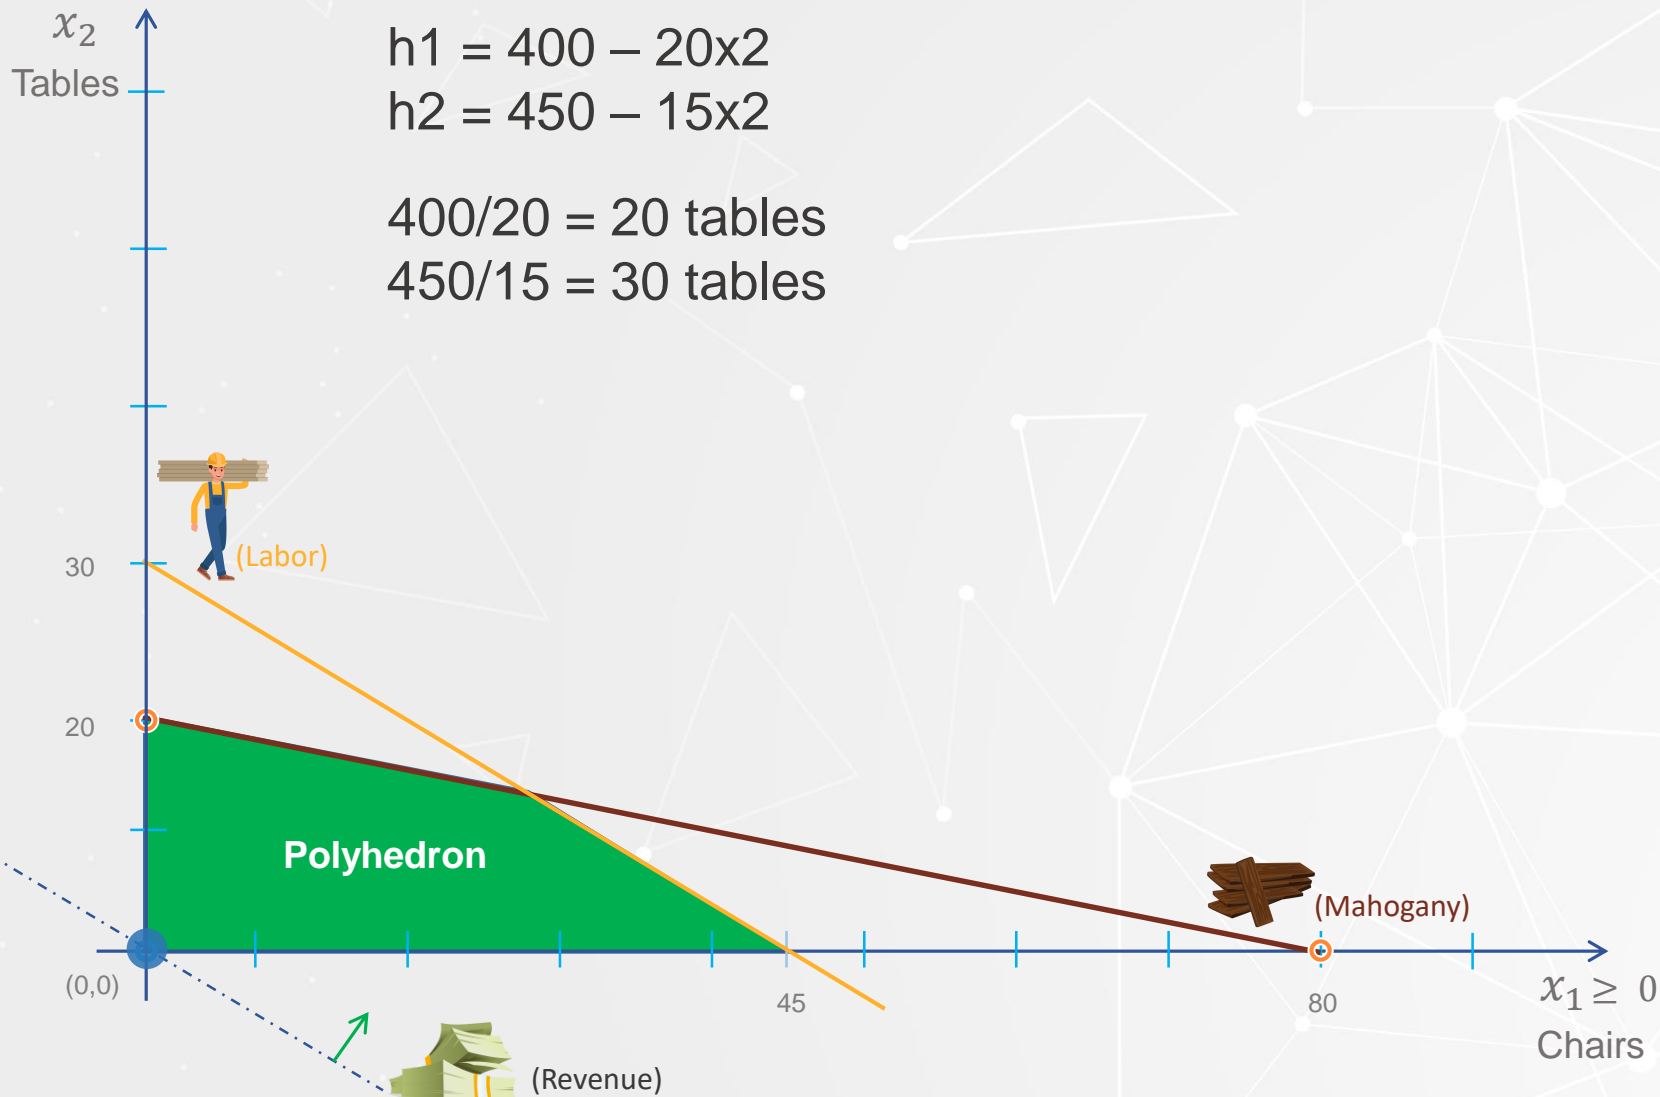 x₂
Tables
h1 = 400 – 20x2
h2 = 450 – 15x2
400/20 = 20 tables
450/15 = 30 tables
(Labor)
30
20
Polyhedron
(Mahogany)
(0,0)
45
80
x₁ ≥ 0
Chairs
(Revenue)